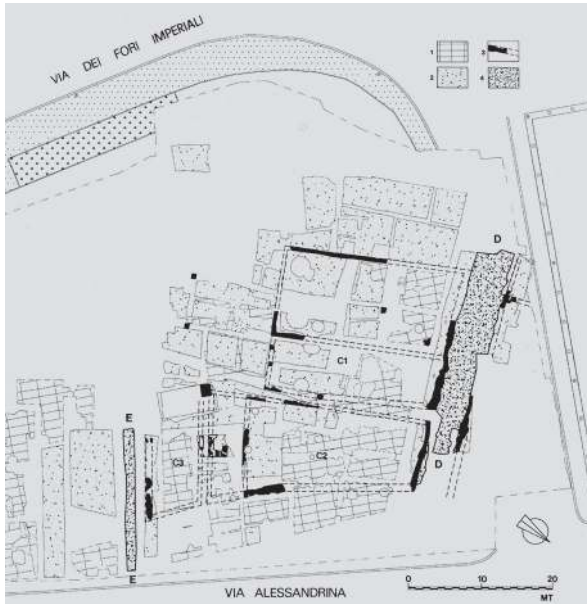 VIA DEI FORI IMPERIALI
1
3
2
4
D
C1
E
C3
C2
D
E
VIA ALESSANDRINA
0 10 20
MT